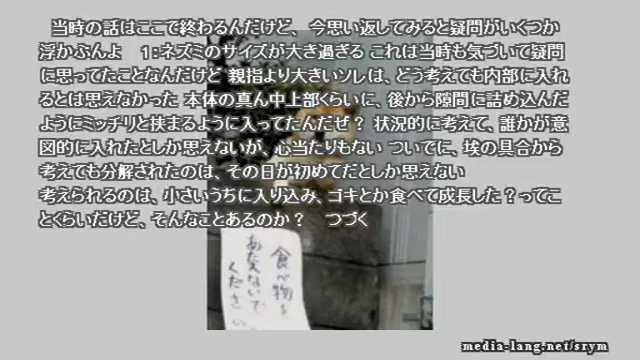 当時の話はここで終わるんだけど、 今思い返してみると疑問がいくつか
浮かぶんよ　１:ネズミのサイズが大き過ぎる これは当時も気づいて疑問
に思ってたことなんだけど 親指より大きいソレは、どう考えても内部に入れ
るとは思えなかった 本体の真ん中上部くらいに、後から隙間に詰め込んだ
ようにミッチリと挟まるように入ってたんだぜ？ 状況的に考えて、誰かが意
図的に入れたとしか思えないが、心当たりもない ついでに、埃の具合から
考えても分解されたのは、その日が初めてだとしか思えない
考えられるのは、小さいうちに入り込み、ゴキとか食べて成長した？ってこ
とくらいだけど、そんなことあるのか？　つづく
食べ物を
あたえないで
ください
media-lang.net/srym